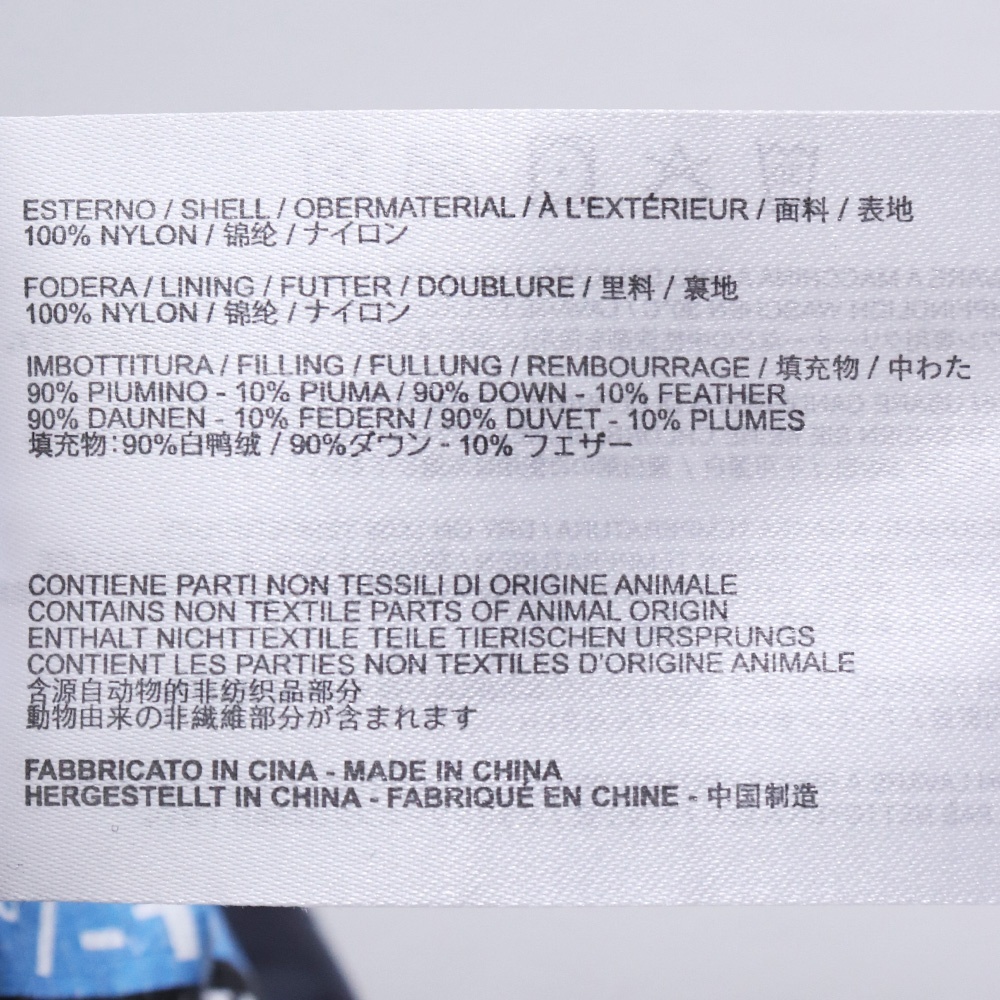 ESTERNO / SHELL / OBERMATERIAL / À L'EXTÉRIEUR / 面料 / 表地
100% NYLON / 锦纶 / ナイロン
FODERA / LINING / FUTTER / DOUBLURE / 里料 / 裏地
100% NYLON / 锦纶 / ナイロン
IMBOTTITURA / FILLING / FULLUNG / REMBOURRAGE / 填充物 / 中わた
90% PIUMINO - 10% PIUMA / 90% DOWN - 10% FEATHER
90% DAUNEN - 10% FEDERN / 90% DUVET - 10% PLUMES
填充物：90%白鸭绒 / 90%ダウン - 10% フェザー
CONTIENE PARTI NON TESSILI DI ORIGINE ANIMALE
CONTAINS NON TEXTILE PARTS OF ANIMAL ORIGIN
ENTHALT NICHTTEXTILE TEILE TIERISCHEN URSPRUNGS
CONTIENT LES PARTIES NON TEXTILES D'ORIGINE ANIMALE
含源自动物的非纺织品部分
動物由来の非繊維部分が含まれます
FABBRICATO IN CINA - MADE IN CHINA
HERGESTELLT IN CHINA - FABRIQUÉ EN CHINE - 中国制造